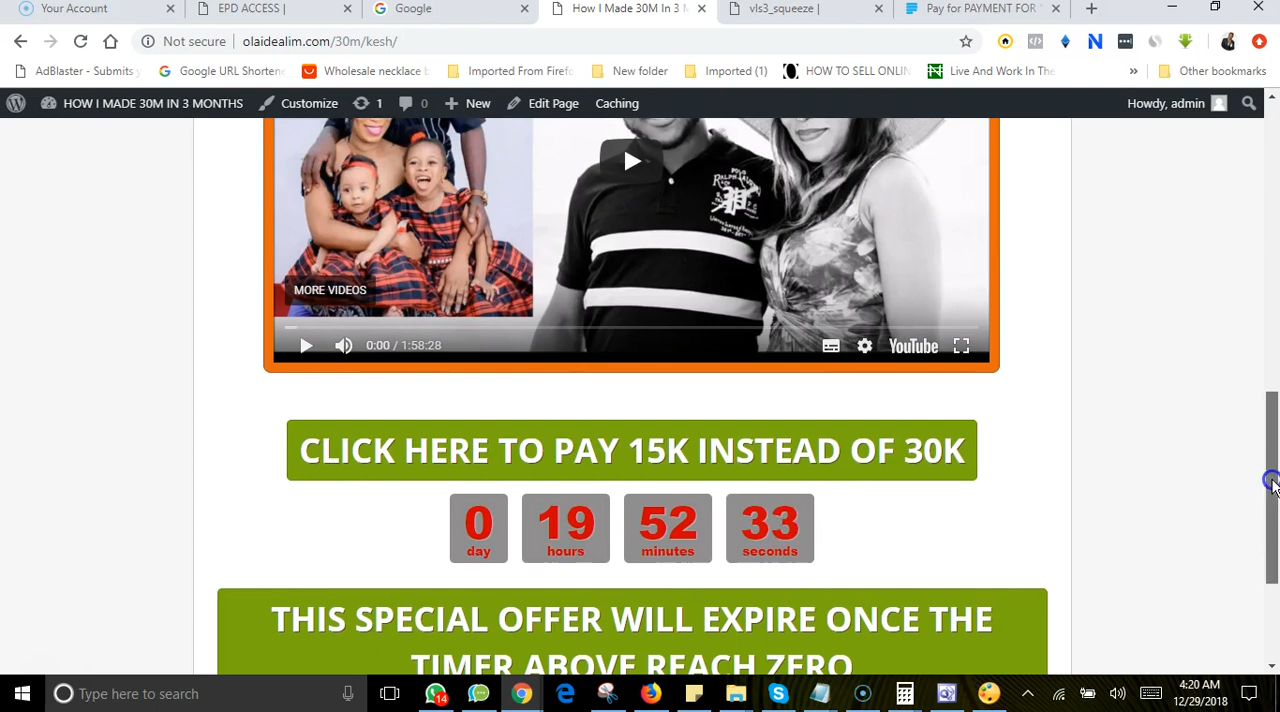 Your Account
EPD ACCESS |
Google
How I Made 30M In 3 M
vls3_squeeze |
Pay for PAYMENT FOR "
Not secure | olaidealim.com/30m/kesh/
AdBlaster - Submits y
Google URL Shortene
Wholesale necklace b
Imported From Firefo
New folder
Imported (1)
HOW TO SELL ONLIN
Live And Work In The
»
Other bookmarks
HOW I MADE 30M IN 3 MONTHS
Customize
1
0
New
Edit Page
Caching
Howdy, admin
POLO
MORE VIDEOS
0:00 / 1:58:28
YouTube
CLICK HERE TO PAY 15K INSTEAD OF 30K
0 19 52 33
day hours minutes seconds
THIS SPECIAL OFFER WILL EXPIRE ONCE THE
TIMER ABOVE REACH ZERO
Type here to search
14
4:20 AM
12/29/2018